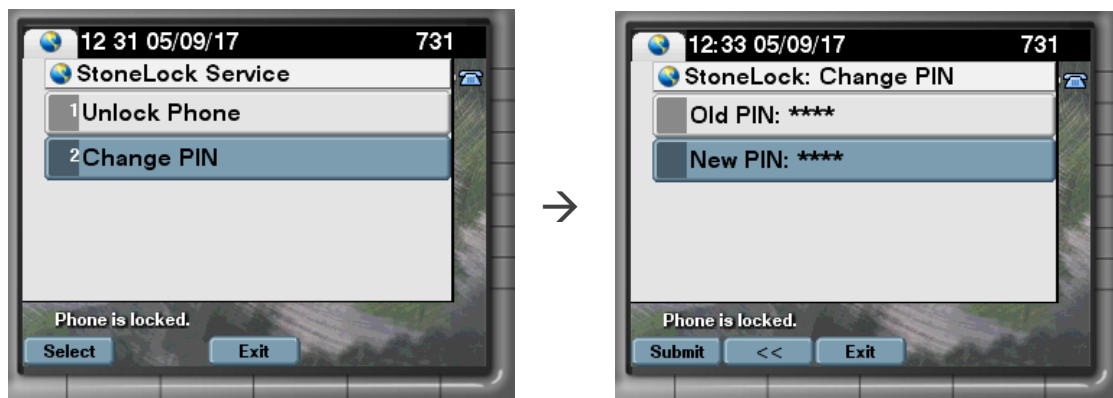 12 31 05/09/17 731
StoneLock Service
1 Unlock Phone
2 Change PIN
Phone is locked.
Select Exit
→
12:33 05/09/17 731
StoneLock: Change PIN
Old PIN: ****
New PIN: ****
Phone is locked.
Submit << Exit